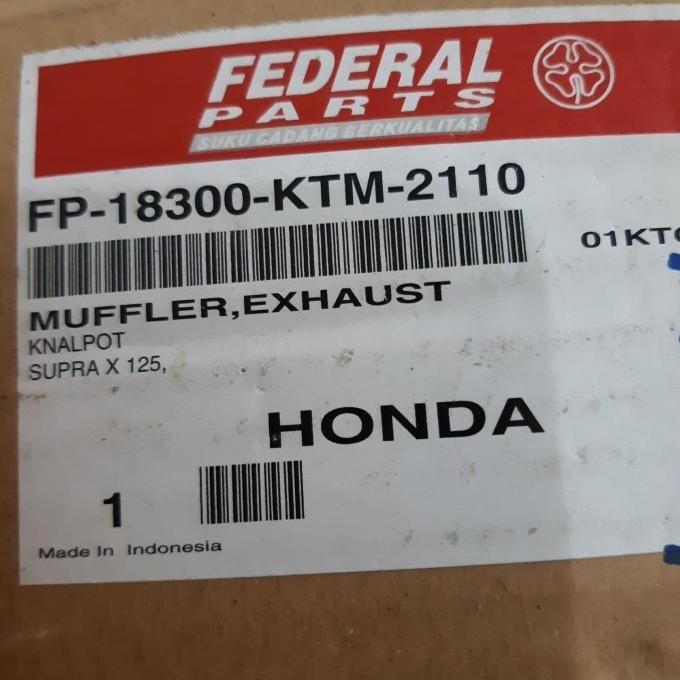 FEDERAL
PARTS
SUKU CADANG BERKUALITAS
FP-18300-KTM-2110
MUFFLER,EXHAUST
KNALPOT
SUPRA X 125,
HONDA
1
Made In Indonesia